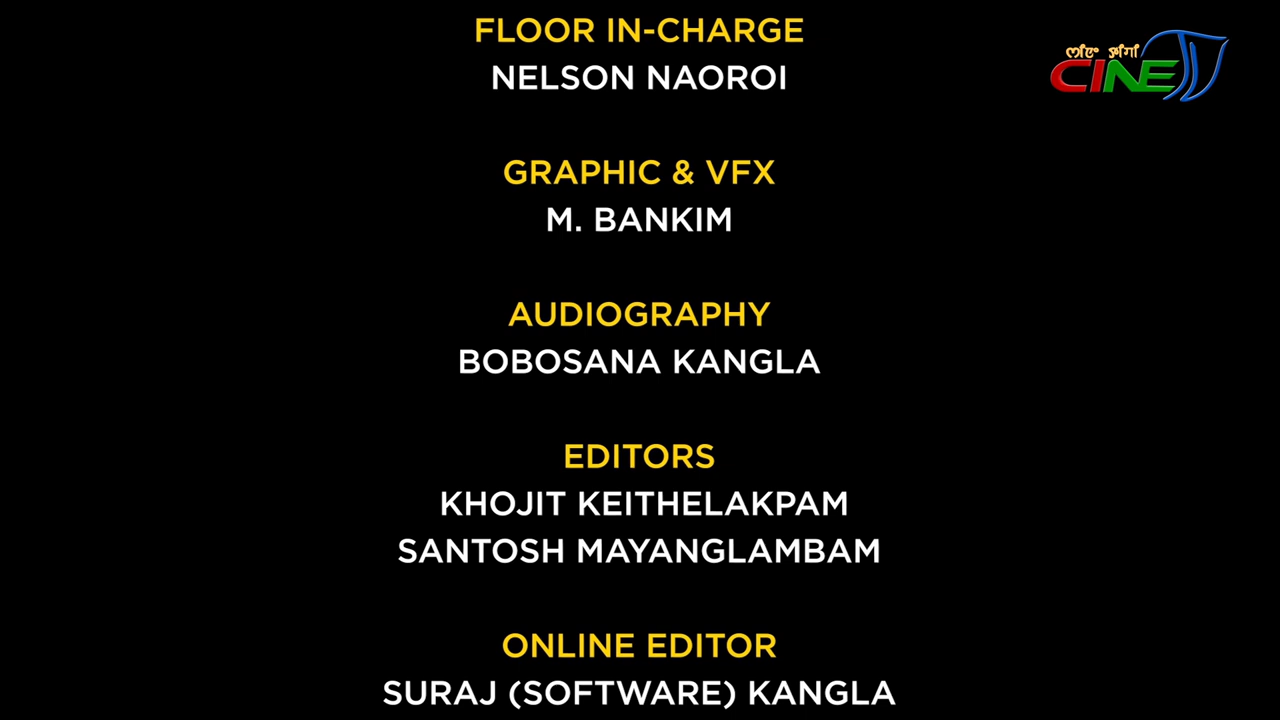 FLOOR IN-CHARGE
NELSON NAOROI
GRAPHIC & VFX
M. BANKIM
AUDIOGRAPHY
BOBOSANA KANGLA
EDITORS
KHOJIT KEITHELAKPAM
SANTOSH MAYANGLAMBAM
ONLINE EDITOR
SURAJ (SOFTWARE) KANGLA
CINE